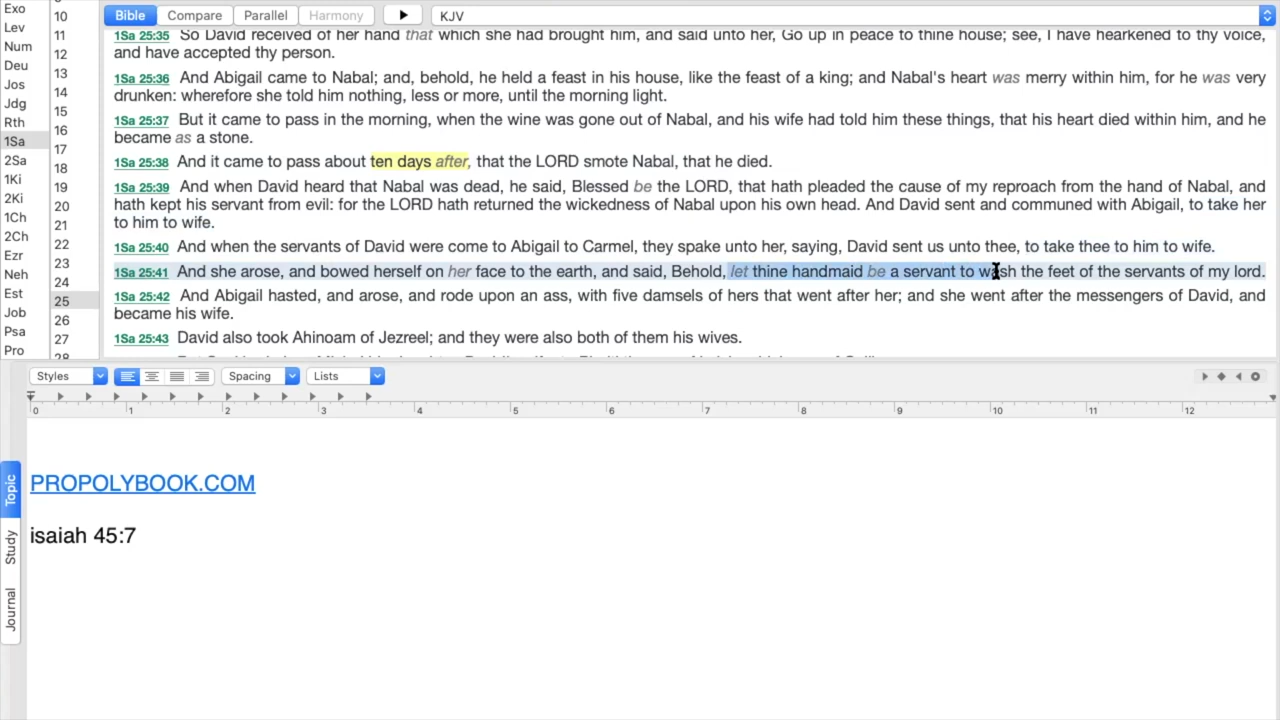 Exo
Lev
Num
Deu
Jos
Jdg
Rth
1Sa
2Sa
1Ki
2Ki
1Ch
2Ch
Ezr
Neh
Est
Job
Psa
Pro
10
11
12
13
14
15
16
17
18
19
20
21
22
23
24
25
26
27
28
Bible Compare Parallel Harmony KJV
1Sa 25:35 So David received of her hand that which she had brought him, and said unto her, Go up in peace to thine house; see, I have hearkened to thy voice,
and have accepted thy person.
1Sa 25:36 And Abigail came to Nabal; and, behold, he held a feast in his house, like the feast of a king; and Nabal's heart was merry within him, for he was very
drunken: wherefore she told him nothing, less or more, until the morning light.
1Sa 25:37 But it came to pass in the morning, when the wine was gone out of Nabal, and his wife had told him these things, that his heart died within him, and he
became as a stone.
1Sa 25:38 And it came to pass about ten days after, that the LORD smote Nabal, that he died.
1Sa 25:39 And when David heard that Nabal was dead, he said, Blessed be the LORD, that hath pleaded the cause of my reproach from the hand of Nabal, and
hath kept his servant from evil: for the LORD hath returned the wickedness of Nabal upon his own head. And David sent and communed with Abigail, to take her
to him to wife.
1Sa 25:40 And when the servants of David were come to Abigail to Carmel, they spake unto her, saying, David sent us unto thee, to take thee to him to wife.
1Sa 25:41 And she arose, and bowed herself on her face to the earth, and said, Behold, let thine handmaid be a servant to wash the feet of the servants of my lord.
1Sa 25:42 And Abigail hasted, and arose, and rode upon an ass, with five damsels of hers that went after her; and she went after the messengers of David, and
became his wife.
1Sa 25:43 David also took Ahinoam of Jezreel; and they were also both of them his wives.
Styles Spacing Lists
0 1 2 3 4 5 6 7 8 9 10 11 12
Topic
Study
Journal
PROPOLYBOOK.COM
isaiah 45:7